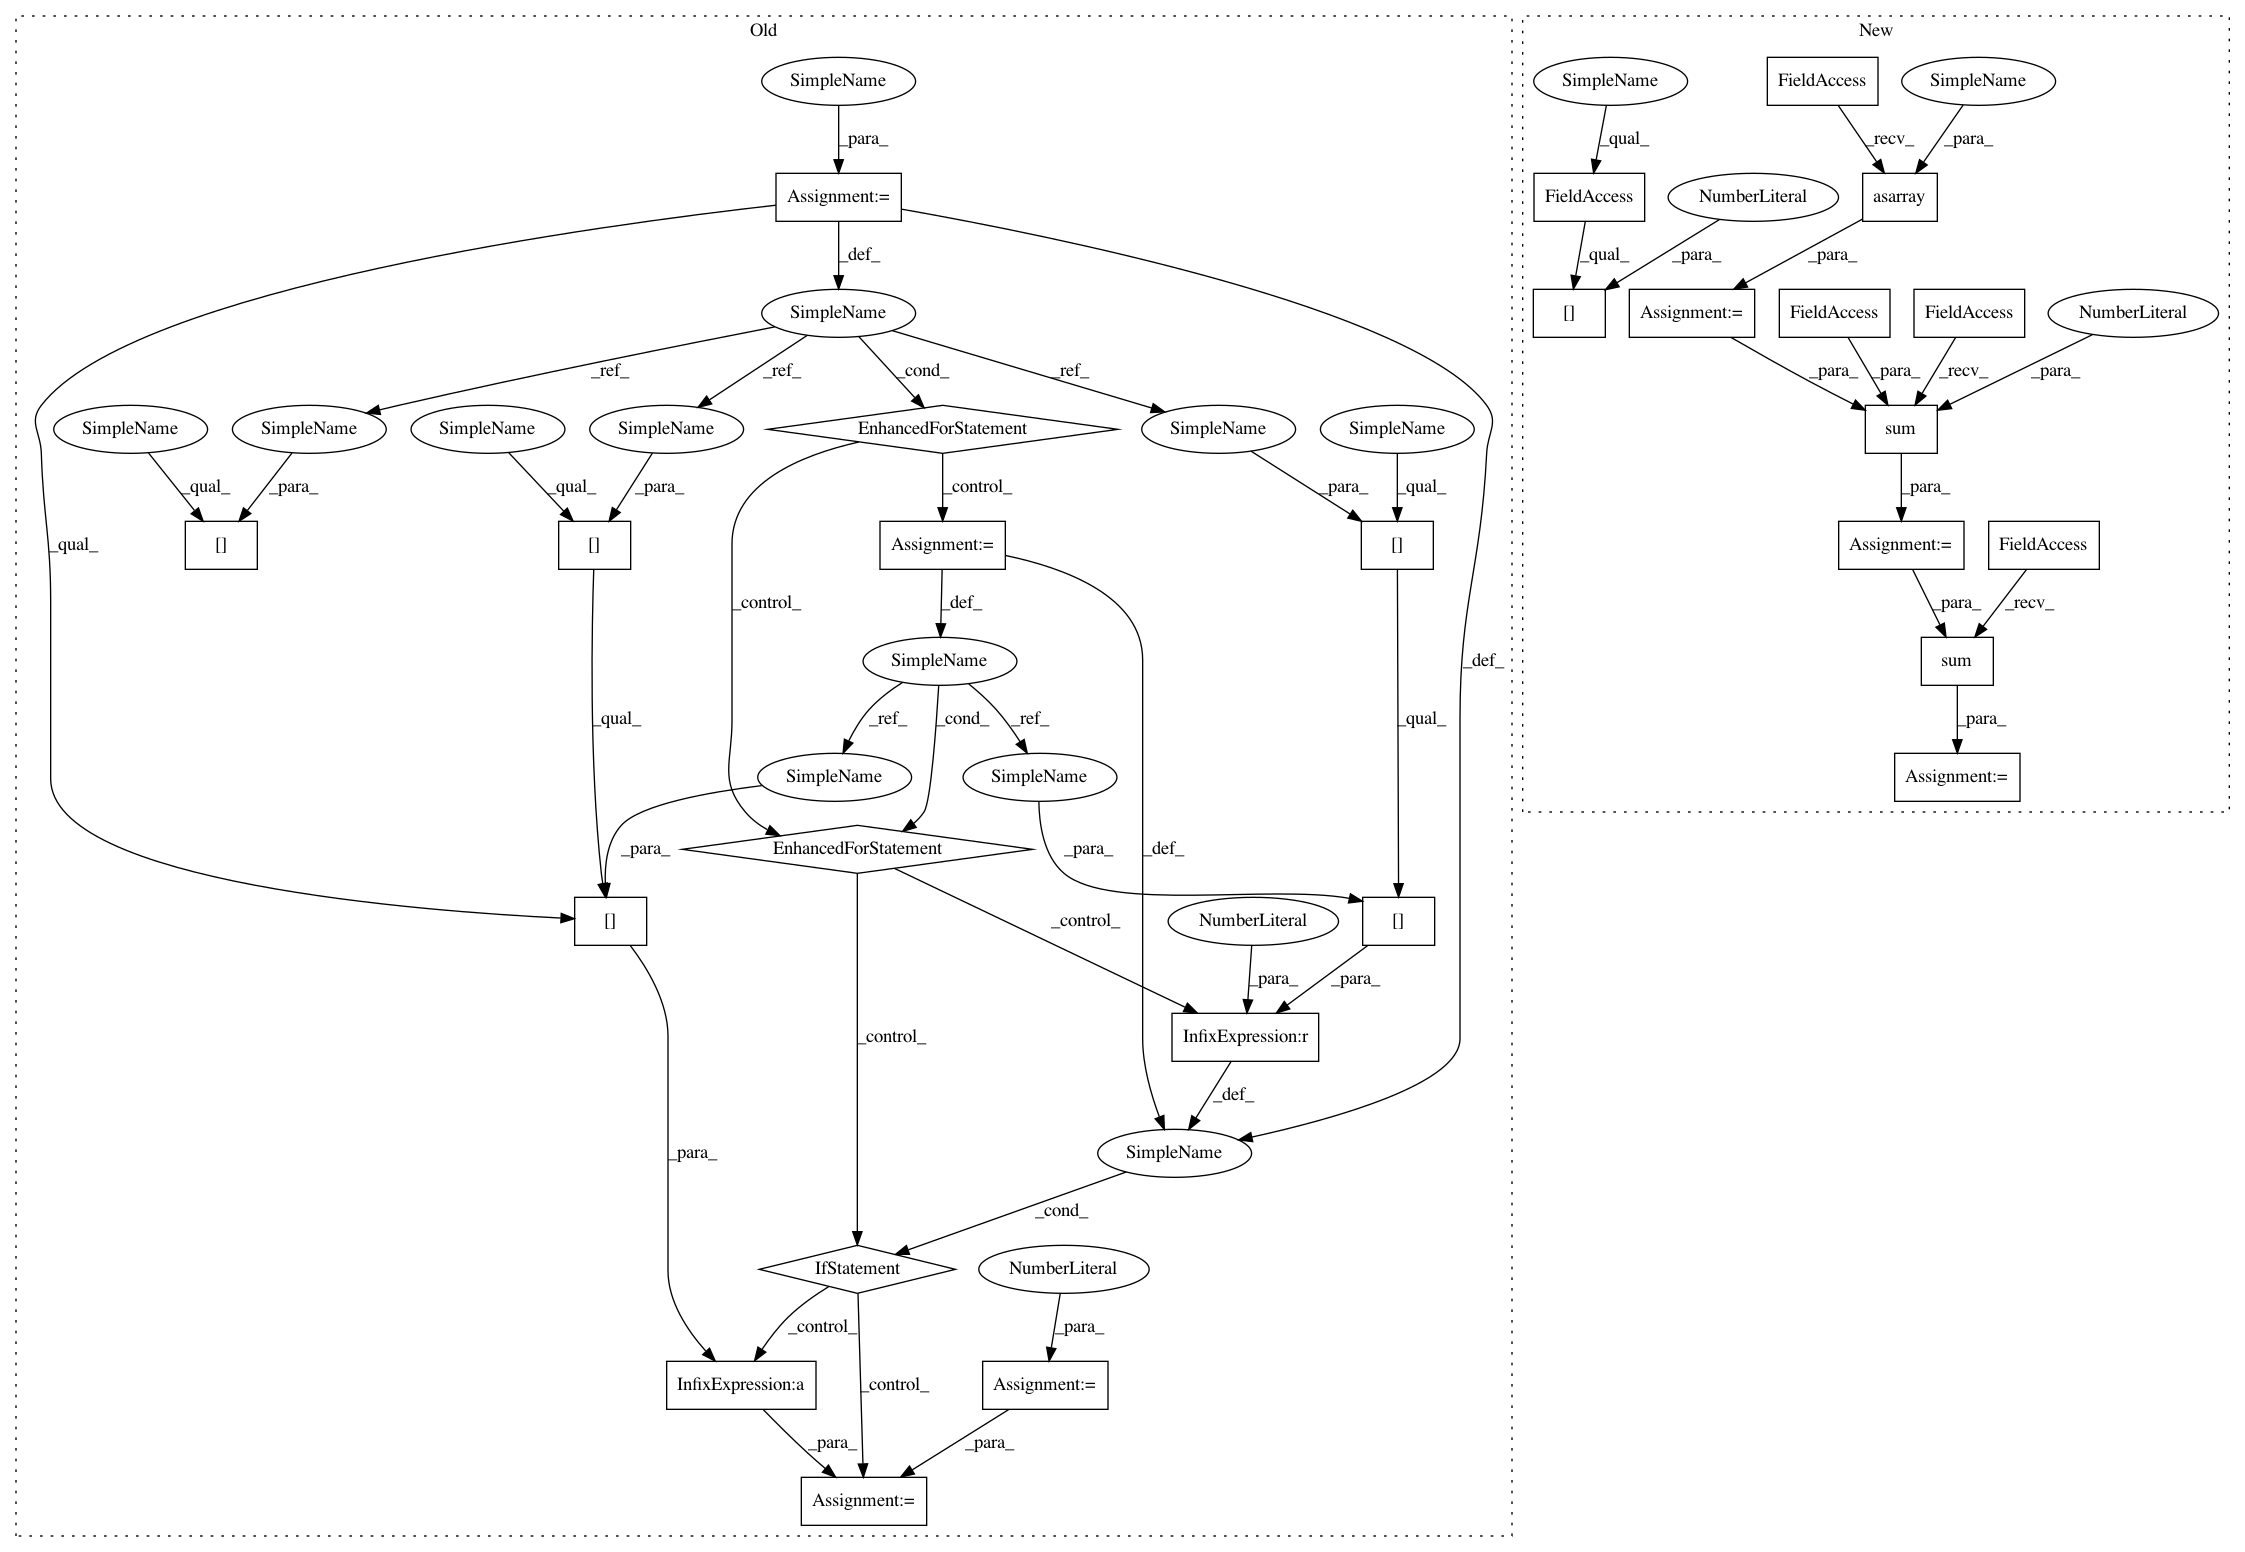 Old
New
SimpleName
SimpleName
FieldAccess
SimpleName
_para_
_qual_
_recv_
_para_
Assignment:=
FieldAccess
NumberLiteral
asarray
_def_
_qual_
_para_
_para_
SimpleName
[]
Assignment:=
FieldAccess
FieldAccess
NumberLiteral
_ref_
_ref_
_cond_
_ref_
_para_
_para_
_recv_
_para_
SimpleName
SimpleName
SimpleName
SimpleName
EnhancedForStatement
SimpleName
SimpleName
sum
_qual_
_para_
_qual_
_para_
_control_
_para_
_qual_
_para_
_qual_
[]
[]
Assignment:=
[]
Assignment:=
FieldAccess
_control_
_def_
_para_
_recv_
SimpleName
sum
_def_
_qual_
_ref_
_cond_
_ref_
_qual_
_para_
SimpleName
SimpleName
Assignment:=
_para_
EnhancedForStatement
_para_
_def_
[]
NumberLiteral
[]
_control_
_para_
_para_
_control_
InfixExpression:r
_def_
_para_
SimpleName
_cond_
IfStatement
NumberLiteral
_control_
_para_
InfixExpression:a
_control_
Assignment:=
_para_
_para_
Assignment:=